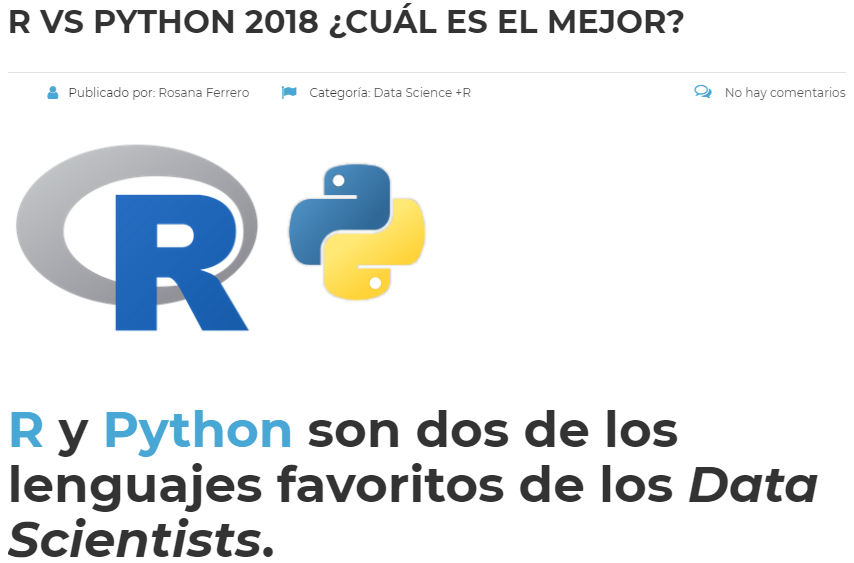 R VS PYTHON 2018 ¿CUÁL ES EL MEJOR?
Publicado por: Rosana Ferrero
Categoría: Data Science +R
No hay comentarios
R
R y Python son dos de los
lenguajes favoritos de los Data
Scientists.